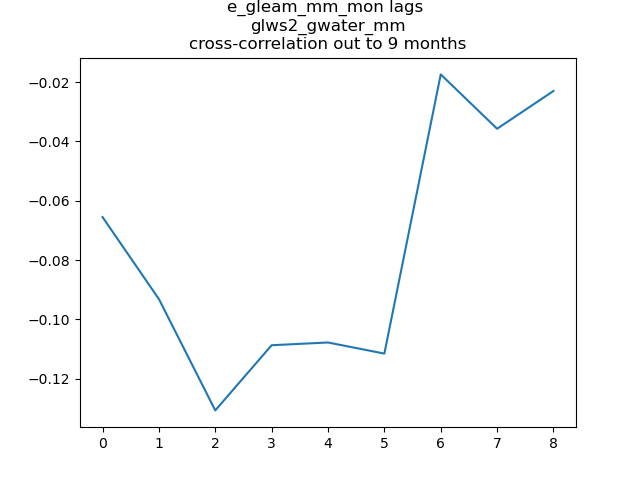 e_gleam_mm_mon lags
glws2_gwater_mm
cross-correlation out to 9 months
−0.02
−0.04
−0.06
−0.08
−0.10
−0.12
0 1 2 3 4 5 6 7 8